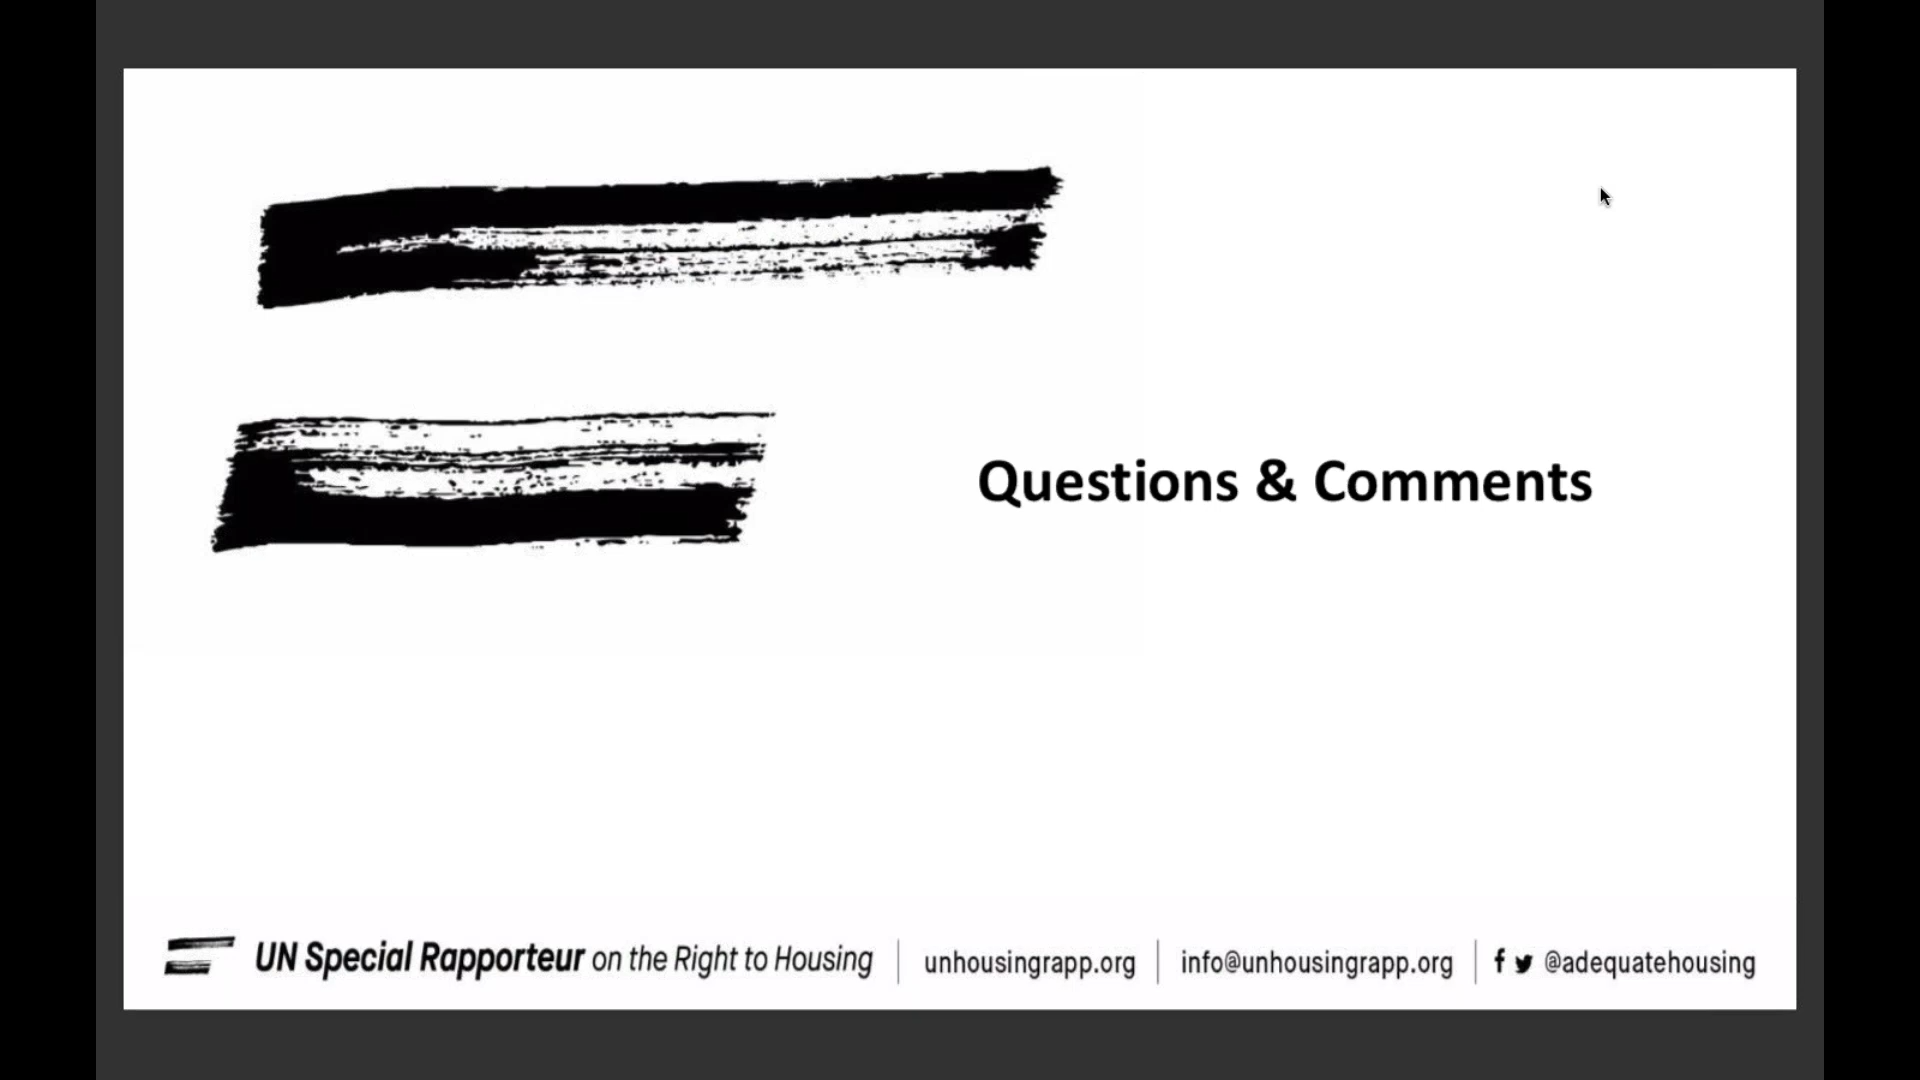 Questions & Comments
UN Special Rapporteur on the Right to Housing | unhousingrapp.org | info@unhousingrapp.org | @adequatehousing